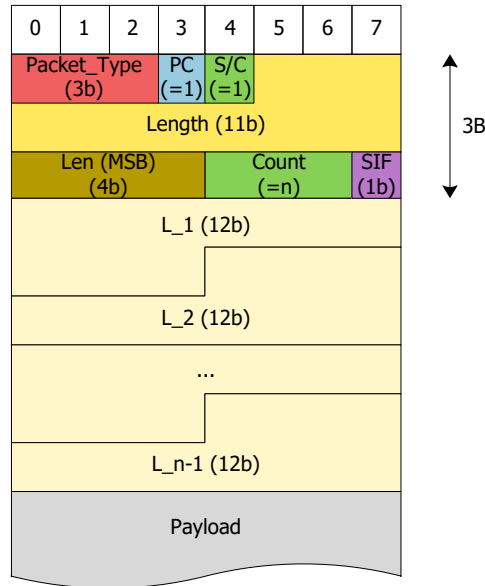 0 1 2 3 4 5 6 7
Packet_Type PC S/C
(3b) (=1) (=1)
Length (11b)
3B
Len (MSB) Count SIF
(4b) (=n) (1b)
L_1 (12b)
L_2 (12b)
...
L_n-1 (12b)
Payload